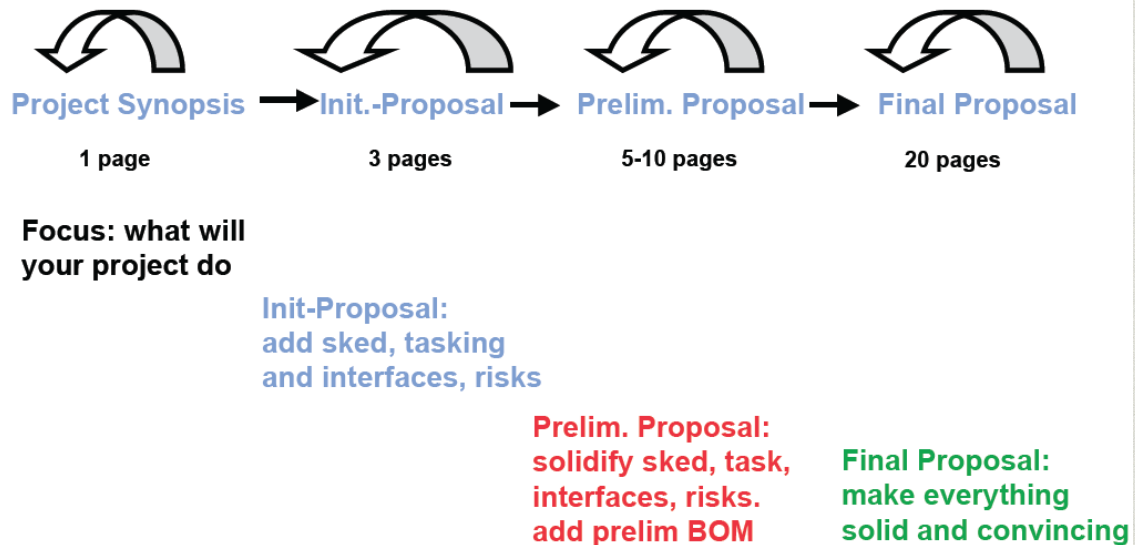 Project Synopsis
Init.-Proposal
Prelim. Proposal
Final Proposal
1 page
3 pages
5-10 pages
20 pages
Focus: what will
your project do
Init-Proposal:
add sked, tasking
and interfaces, risks
Prelim. Proposal:
solidify sked, task,
interfaces, risks.
add prelim BOM
Final Proposal:
make everything
solid and convincing